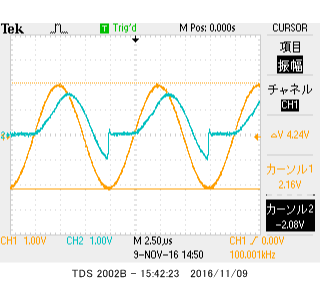 Tek Trig'd M Pos: 0.000s CURSOR
項目
振幅
チャネル
CH1
△V 4.24V
カーソル1
2.16V
カーソル2
-2.08V
CH1 1.00V CH2 1.00V M 2.50µs CH1 / 0.00V
9-NOV-16 14:50 100.001kHz
TDS 2002B - 15:42:23 2016/11/09